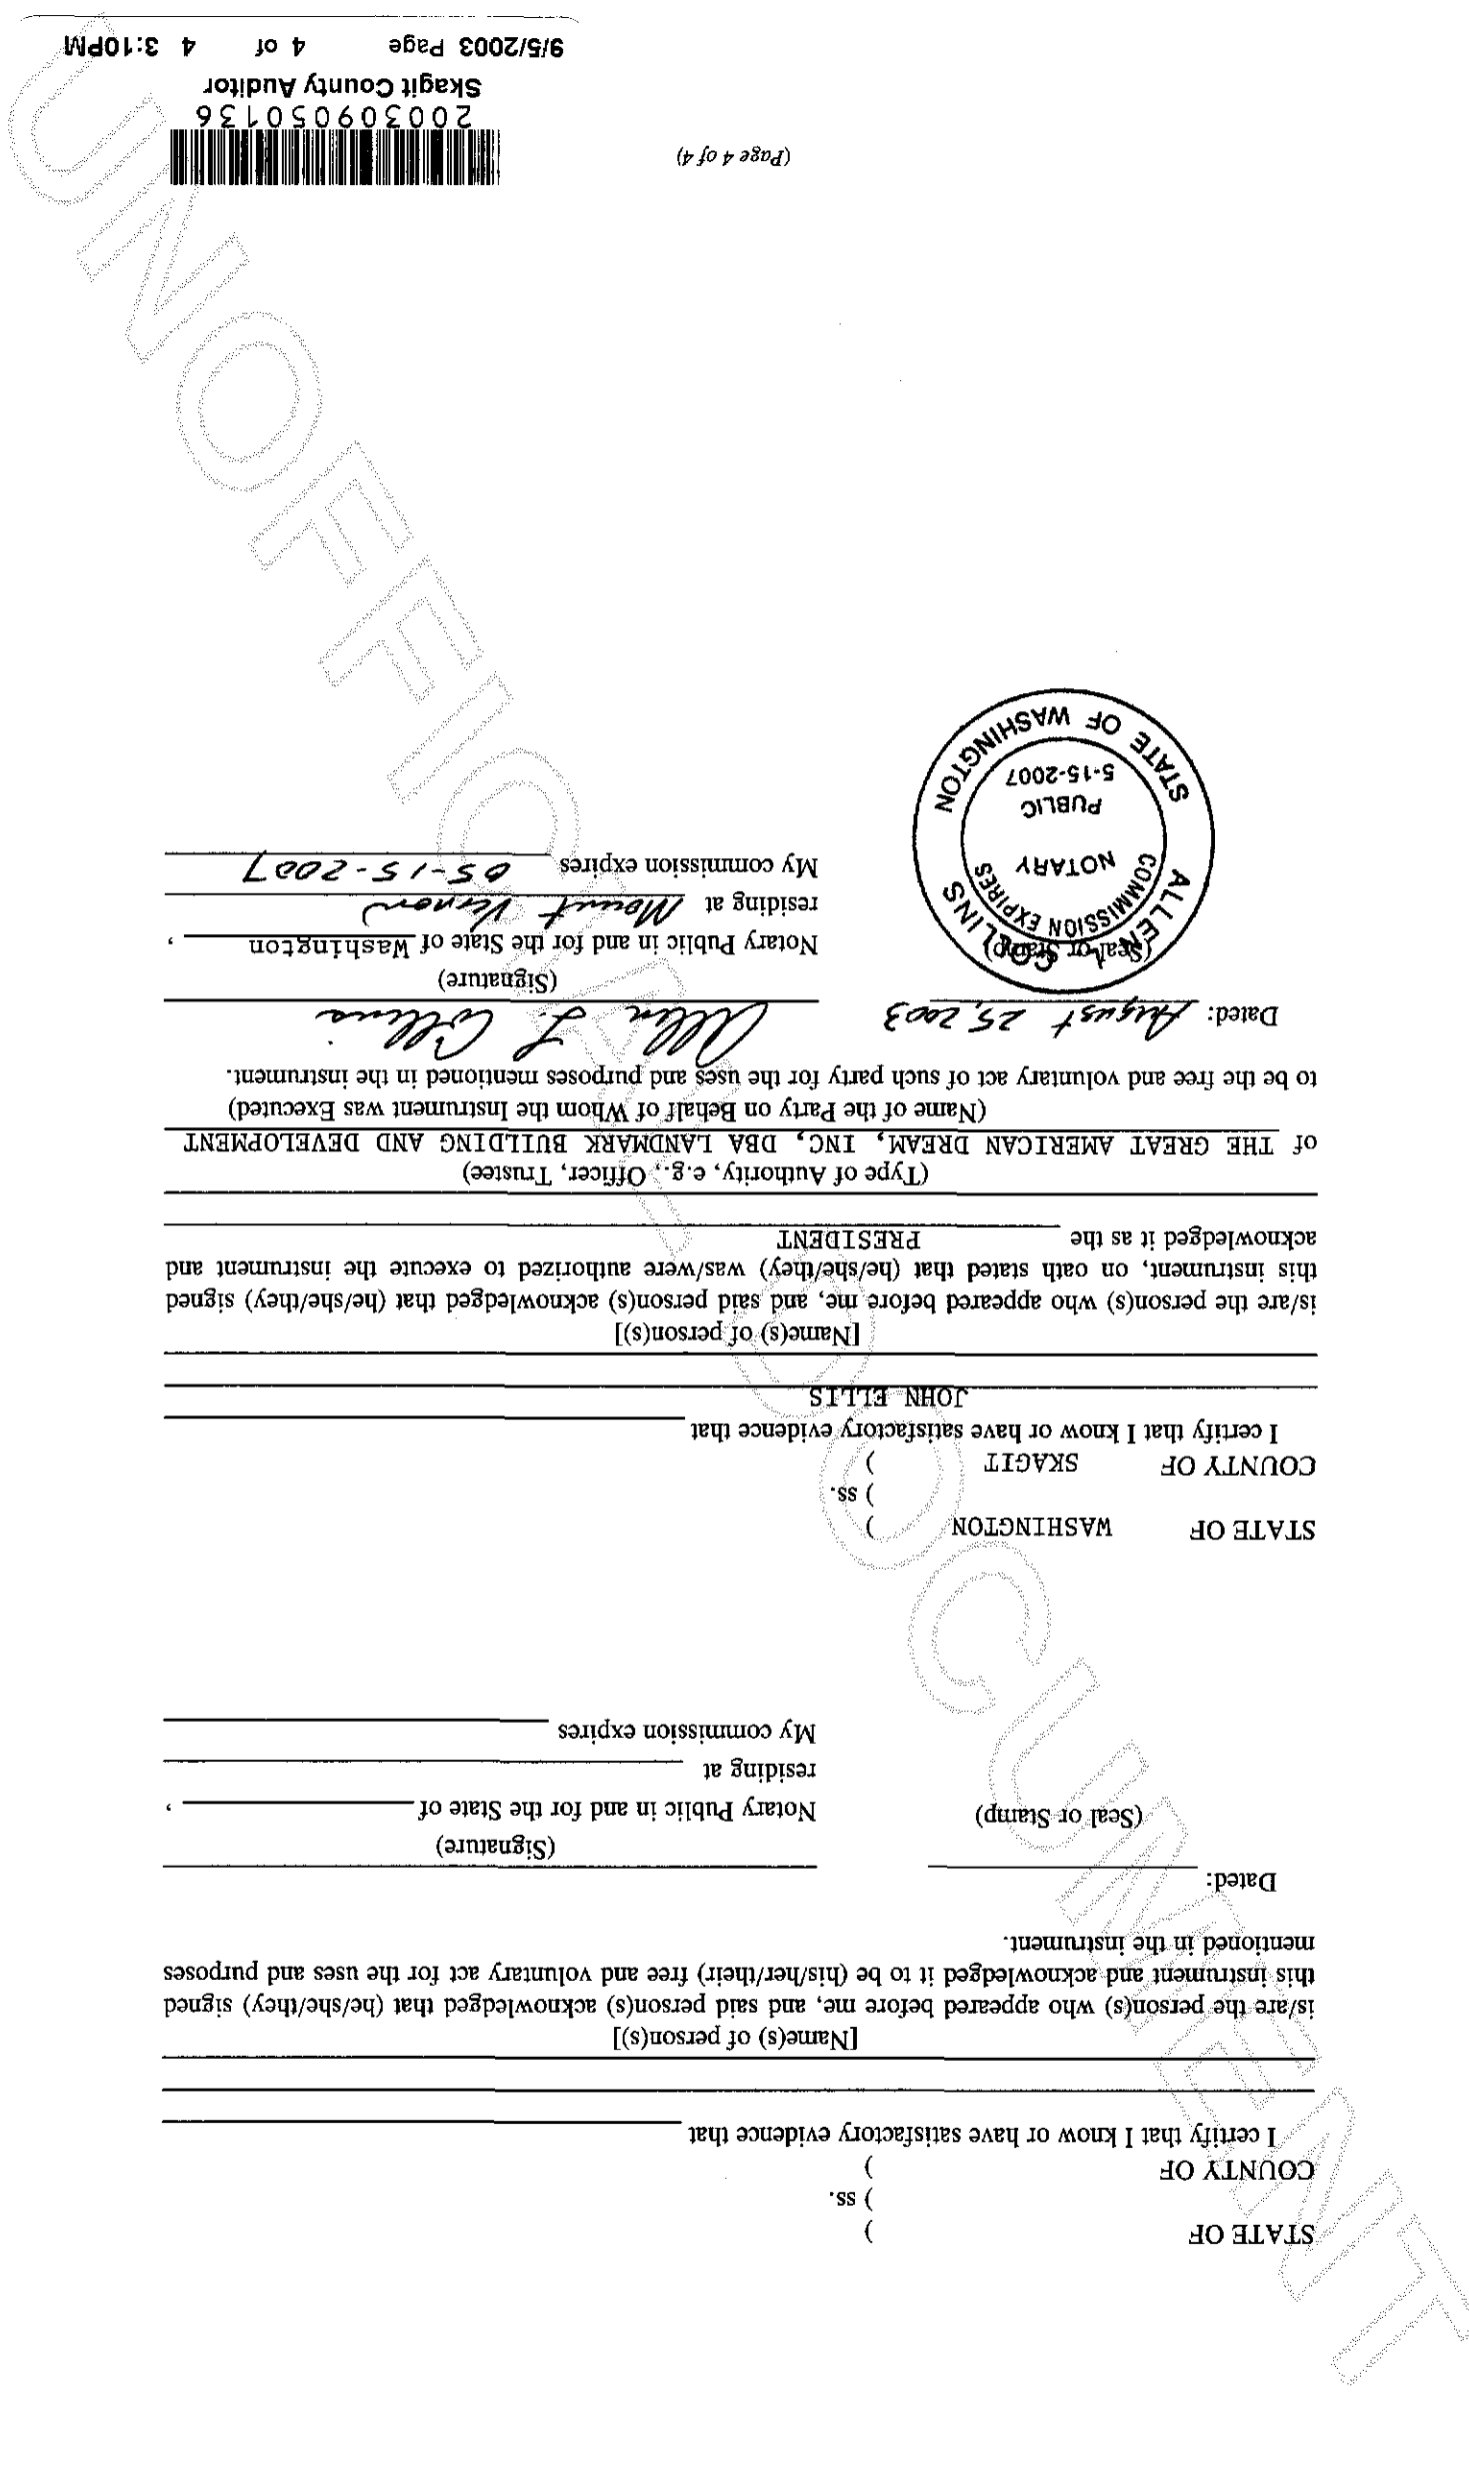 STATE OF )
) ss.
COUNTY OF )
I certify that I know or have satisfactory evidence that
[Name(s) of person(s)]
is/are the person(s) who appeared before me, and said person(s) acknowledged that (he/she/they) signed
this instrument and acknowledged it to be (his/her/their) free and voluntary act for the uses and purposes
mentioned in the instrument.
Dated:
(Signature)
(Seal or Stamp)
Notary Public in and for the State of ,
residing at
My commission expires
STATE OF WASHINGTON )
) ss.
COUNTY OF SKAGIT )
I certify that I know or have satisfactory evidence that
JOHN ELLIS
[Name(s) of person(s)]
is/are the person(s) who appeared before me, and said person(s) acknowledged that (he/she/they) signed
this instrument, on oath stated that (he/she/they) was/were authorized to execute the instrument and
acknowledged it as the PRESIDENT
(Type of Authority, e.g., Officer, Trustee)
of THE GREAT AMERICAN DREAM, INC, DBA LANDMARK BUILDING AND DEVELOPMENT
(Name of the Party on Behalf of Whom the Instrument was Executed)
to be the free and voluntary act of such party for the uses and purposes mentioned in the instrument.
Dated: August 25, 2003
Allen L. Collins
(Signature)
(Seal or Stamp)
Notary Public in and for the State of Washington ,
residing at Mount Vernon
My commission expires 05-15-2007
ALLEN L COLLINS
COMMISSION EXPIRES
NOTARY
PUBLIC
5-15-2007
STATE OF WASHINGTON
(Page 4 of 4)
200309050136
Skagit County Auditor
9/5/2003 Page 4 of 4 3:10PM
UNOFFICIAL DOCUMENT